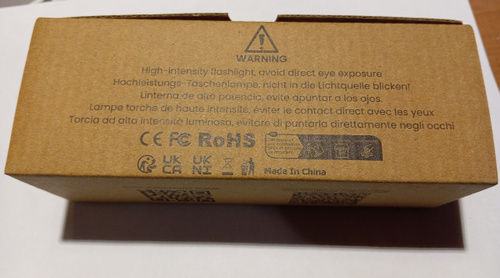 WARNING
High-intensity flashlight, avoid direct eye exposure
Hochleistungs-Taschenlampe, nicht in die Lichtquelle blicken!
Linterna de alta potencia, evite apuntar a los ojos.
Lampe torche de haute intensité, éviter le contact direct avec les yeux
Torcia ad alta intensità luminosa, evitare di puntarla direttamente negli occhi
CE FC RoHS
UK CA UK NI Made in China